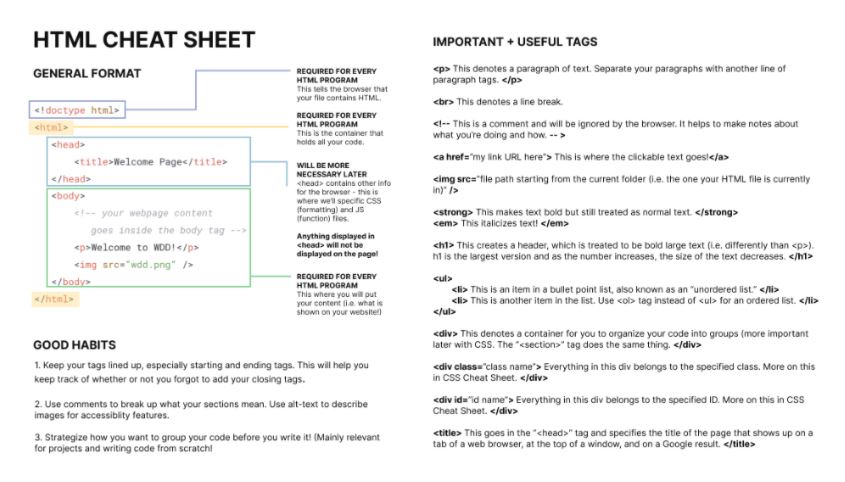 HTML CHEAT SHEET
GENERAL FORMAT
<!doctype html>
<html>
<head>
<title>Welcome Page</title>
</head>
<body>
<!-- your webpage content
goes inside the body tag -->
<p>Welcome to WDD!</p>
<img src="wdd.png" />
</body>
</html>
REQUIRED FOR EVERY
HTML PROGRAM
This tells the browser that
your file contains HTML.
REQUIRED FOR EVERY
HTML PROGRAM
This is the container that
holds all your code.
WILL BE MORE
NECESSARY LATER
<head> contains other info
for the browser - this is
where we'll specific CSS
(formatting) and JS
(function) files.
Anything displayed in
<head> will not be
displayed on the page!
REQUIRED FOR EVERY
HTML PROGRAM
This where you will put
your content (i.e. what is
shown on your website!)
GOOD HABITS
1. Keep your tags lined up, especially starting and ending tags. This will help you
keep track of whether or not you forgot to add your closing tags.
2. Use comments to break up what your sections mean. Use alt-text to describe
images for accessiblity features.
3. Strategize how you want to group your code before you write it! (Mainly relevant
for projects and writing code from scratch!
IMPORTANT + USEFUL TAGS
<p> This denotes a paragraph of text. Separate your paragraphs with another line of
paragraph tags. </p>
<br> This denotes a line break.
<!-- This is a comment and will be ignored by the browser. It helps to make notes about
what you're doing and how. -- >
<a href="my link URL here"> This is where the clickable text goes!</a>
<img src="file path starting from the current folder (i.e. the one your HTML file is currently
in)" />
<strong> This makes text bold but still treated as normal text. </strong>
<em> This italicizes text! </em>
<h1> This creates a header, which is treated to be bold large text (i.e. differently than <p>).
h1 is the largest version and as the number increases, the size of the text decreases. </h1>
<ul>
<li> This is an item in a bullet point list, also known as an "unordered list." </li>
<li> This is another item in the list. Use <ol> tag instead of <ul> for an ordered list. </li>
</ul>
<div> This denotes a container for you to organize your code into groups (more important
later with CSS. The "<section>" tag does the same thing. </div>
<div class="class name"> Everything in this div belongs to the specified class. More on this
in CSS Cheat Sheet. </div>
<div id="id name"> Everything in this div belongs to the specified ID. More on this in CSS
Cheat Sheet. </div>
<title> This goes in the "<head>" tag and specifies the title of the page that shows up on a
tab of a web browser, at the top of a window, and on a Google result. </title>